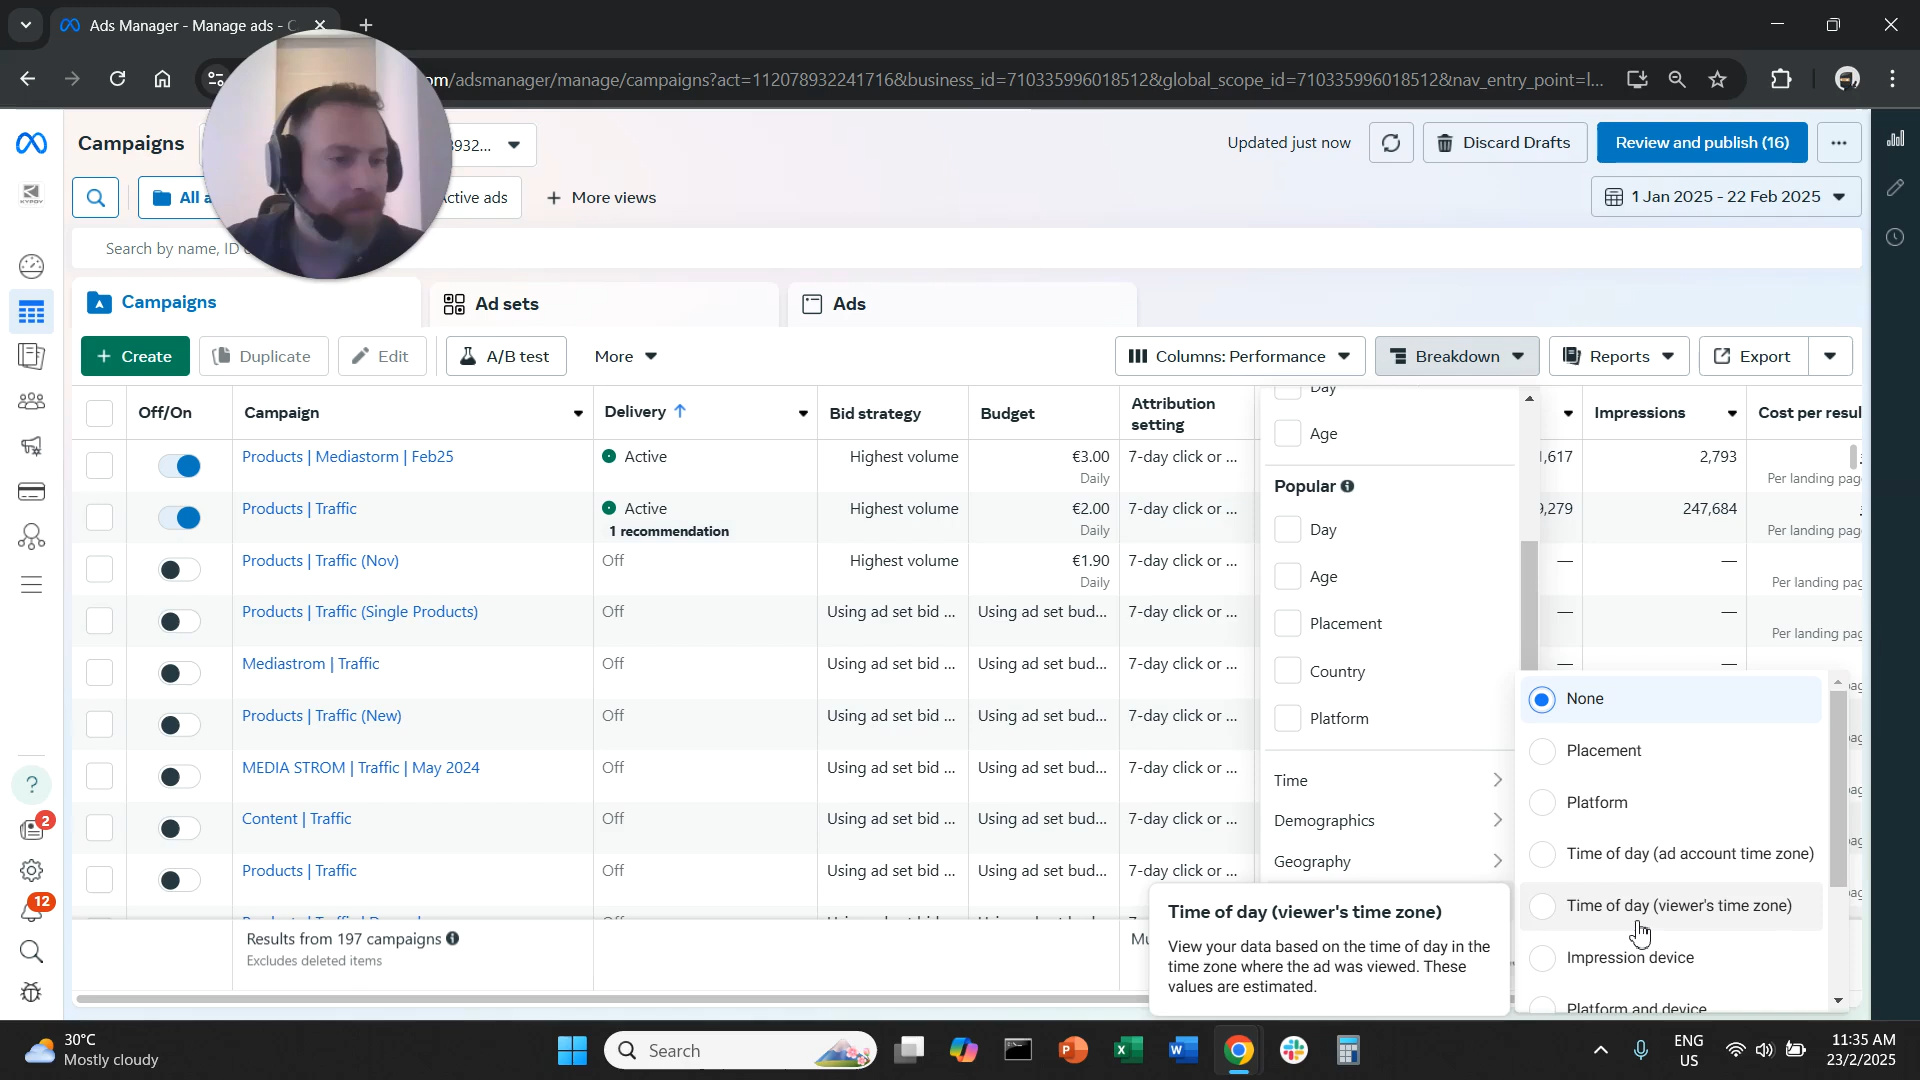 Ads Manager - Manage ads - C
om/adsmanager/manage/campaigns?act=112078932241716&business_id=710335996018512&global_scope_id=710335996018512&nav_entry_point=l...
Campaigns
8932...
Updated just now
Discard Drafts
Review and publish (16)
All a
ctive ads
More views
1 Jan 2025 - 22 Feb 2025
Search by name, ID
Campaigns
Ad sets
Ads
Create
Duplicate
Edit
A/B test
More
Columns: Performance
Breakdown
Reports
Export
Off/On
Campaign
Delivery
Bid strategy
Budget
Attribution
setting
Impressions
Cost per resul
Products | Mediastorm | Feb25
Active
Highest volume
€3.00
Daily
7-day click or ...
1,617
2,793
Per landing pag
Products | Traffic
Active
1 recommendation
Highest volume
€2.00
Daily
7-day click or ...
9,279
247,684
Per landing pag
Products | Traffic (Nov)
Off
Highest volume
€1.90
Daily
7-day click or ...
—
—
Per landing pag
Products | Traffic (Single Products)
Off
Using ad set bid ...
Using ad set bud...
7-day click or ...
—
—
Per landing pag
Mediastrom | Traffic
Off
Using ad set bid ...
Using ad set bud...
7-day click or ...
—
—
Products | Traffic (New)
Off
Using ad set bid ...
Using ad set bud...
7-day click or ...
MEDIA STROM | Traffic | May 2024
Off
Using ad set bid ...
Using ad set bud...
7-day click or ...
Content | Traffic
Off
Using ad set bid ...
Using ad set bud...
7-day click or ...
Products | Traffic
Off
Using ad set bid ...
Using ad set bud...
7-day click or ...
Results from 197 campaigns
Excludes deleted items
Mu
Day
Age
Popular
Day
Age
Placement
Country
Platform
Time
Demographics
Geography
None
Placement
Platform
Time of day (ad account time zone)
Time of day (viewer's time zone)
Impression device
Platform and device
Time of day (viewer's time zone)
View your data based on the time of day in the
time zone where the ad was viewed. These
values are estimated.
2
12
30°C
Mostly cloudy
Search
ENG
US
11:35 AM
23/2/2025